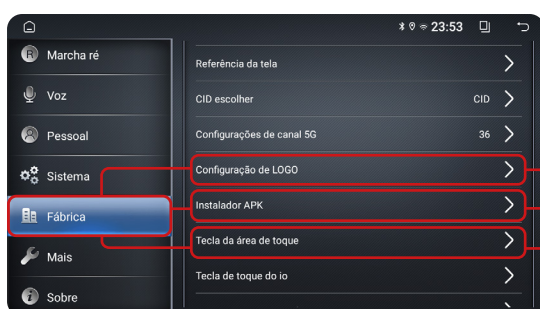 23:53
R Marcha ré
Voz
Pessoal
Sistema
Fábrica
Mais
Sobre
Referência da tela
CID escolher CID
Configurações de canal 5G 36
Configuração de LOGO
Instalador APK
Tecla da área de toque
Tecla de toque do io